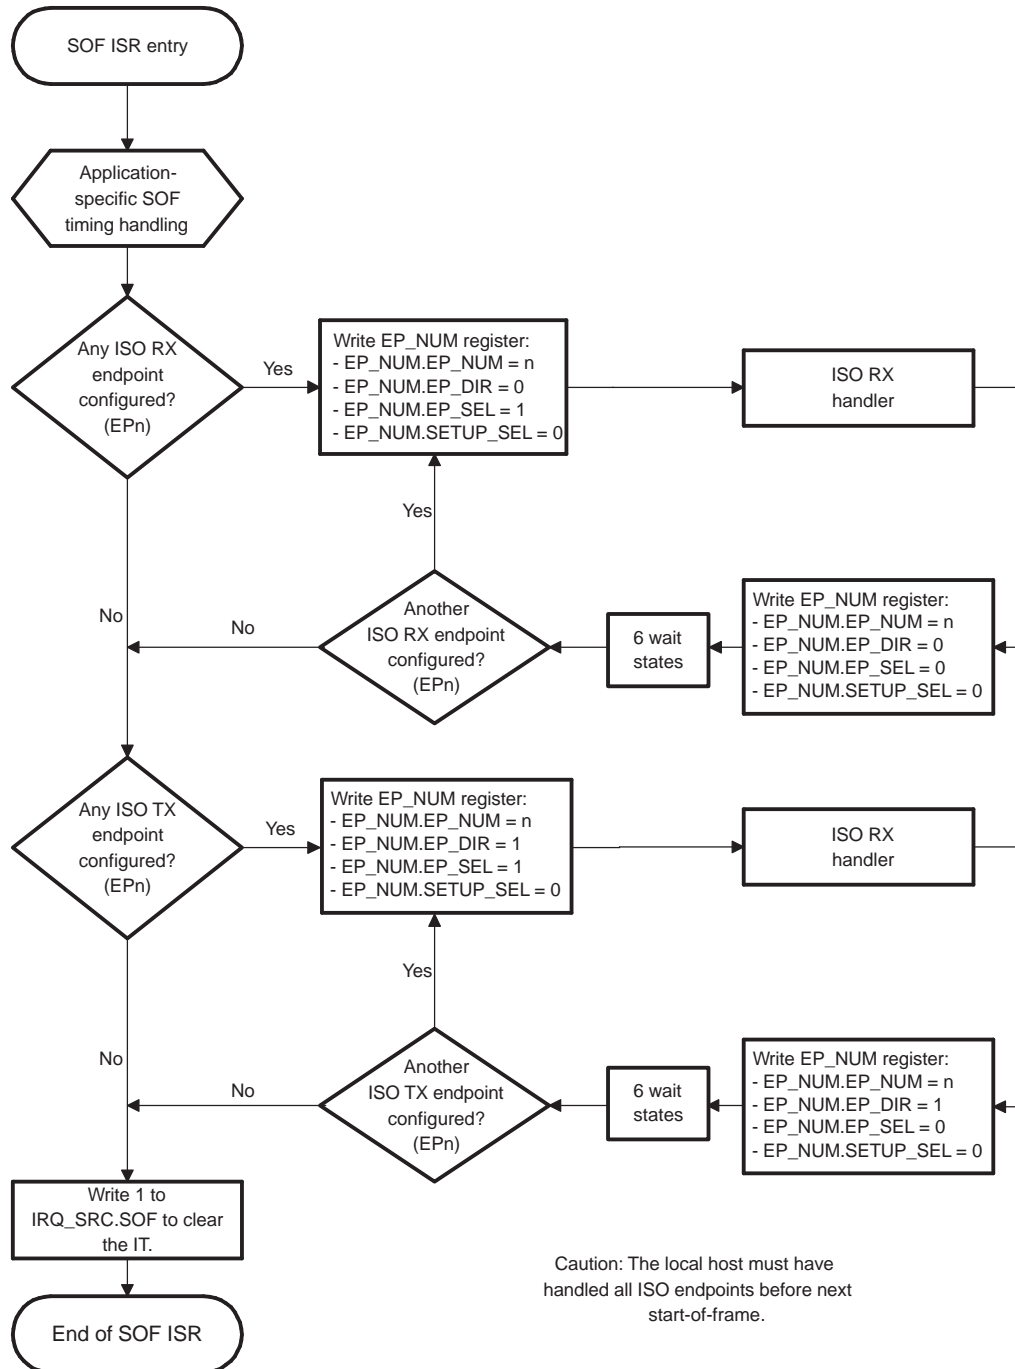 SOF ISR entry
Application-
specific SOF
timing handling
Any ISO RX
endpoint
configured?
(EPn)
Yes
Write EP_NUM register:
- EP_NUM.EP_NUM = n
- EP_NUM.EP_DIR = 0
- EP_NUM.EP_SEL = 1
- EP_NUM.SETUP_SEL = 0
ISO RX
handler
Yes
No
No
Another
ISO RX endpoint
configured?
(EPn)
6 wait
states
Write EP_NUM register:
- EP_NUM.EP_NUM = n
- EP_NUM.EP_DIR = 0
- EP_NUM.EP_SEL = 0
- EP_NUM.SETUP_SEL = 0
Any ISO TX
endpoint
configured?
(EPn)
Yes
Write EP_NUM register:
- EP_NUM.EP_NUM = n
- EP_NUM.EP_DIR = 1
- EP_NUM.EP_SEL = 1
- EP_NUM.SETUP_SEL = 0
ISO RX
handler
Yes
No
No
Another
ISO TX endpoint
configured?
(EPn)
6 wait
states
Write EP_NUM register:
- EP_NUM.EP_NUM = n
- EP_NUM.EP_DIR = 1
- EP_NUM.EP_SEL = 0
- EP_NUM.SETUP_SEL = 0
Write 1 to
IRQ_SRC.SOF to clear
the IT.
Caution: The local host must have
handled all ISO endpoints before next
start-of-frame.
End of SOF ISR